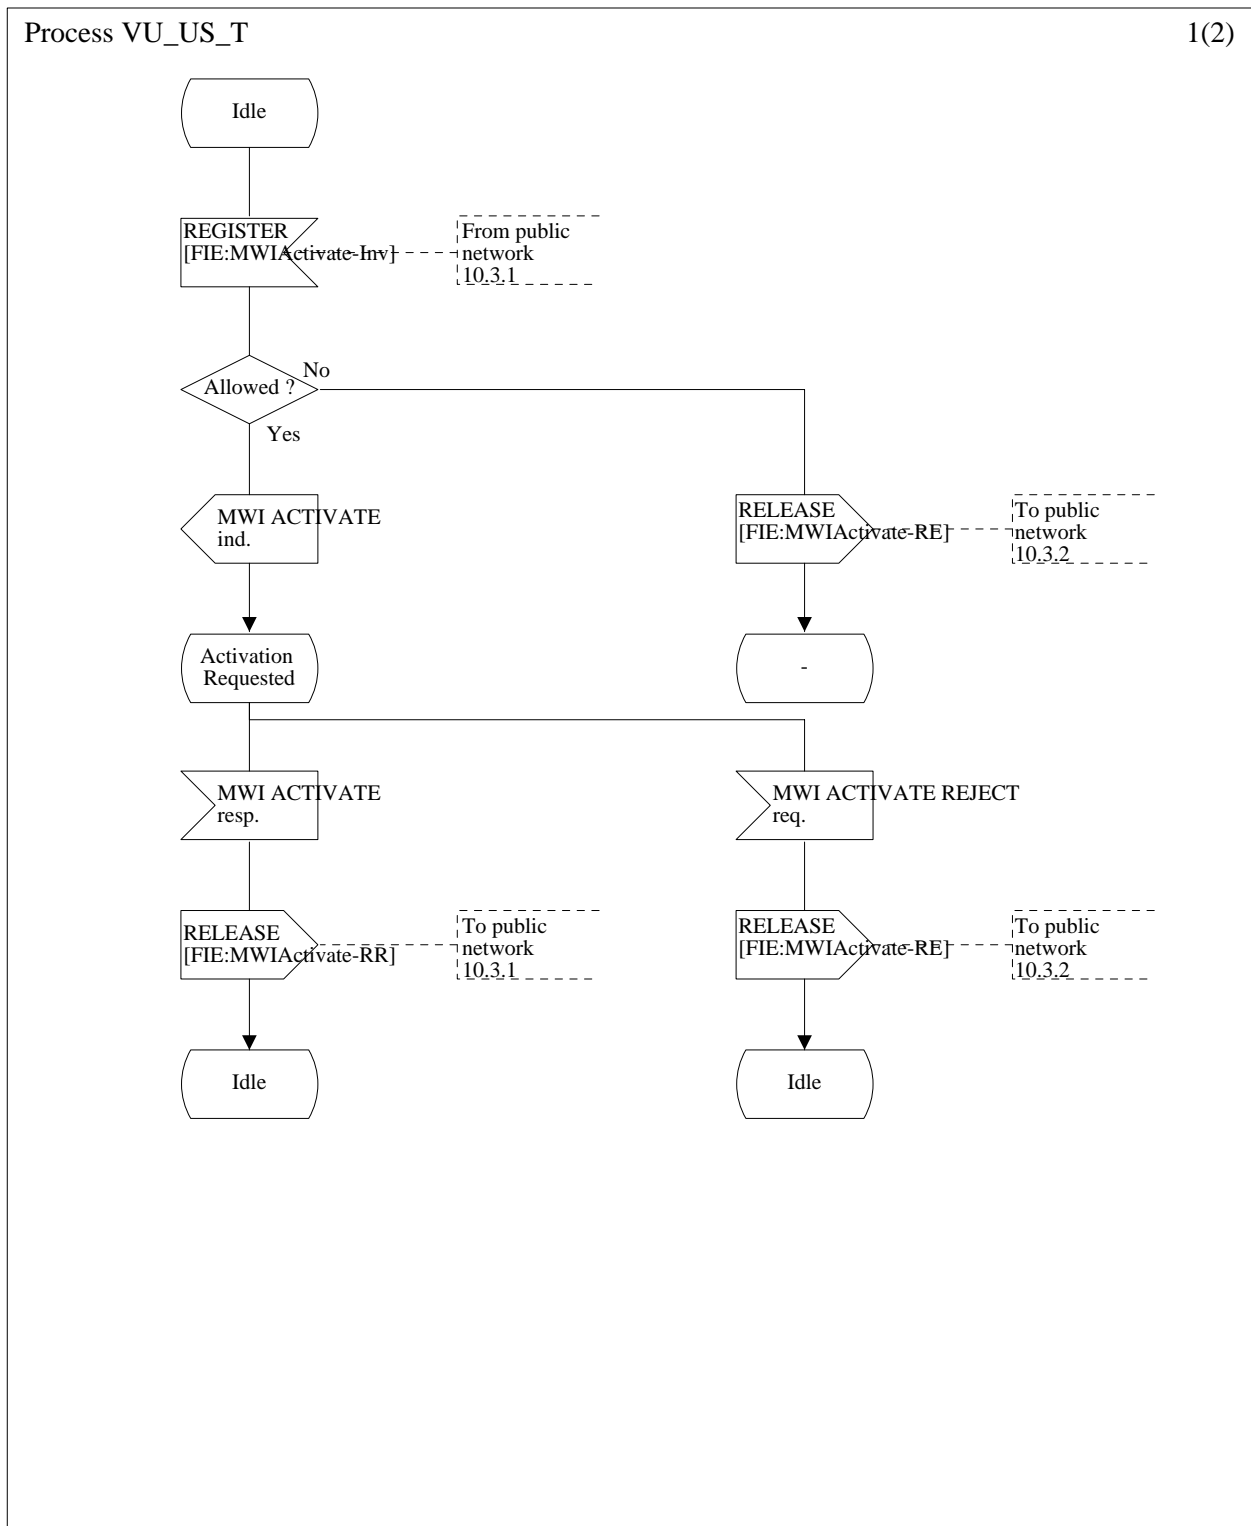 Process VU_US_T
1(2)
Idle
REGISTER
[FIE:MWIActivate-Inv]
From public
network
10.3.1
Allowed ?
No
Yes
MWI ACTIVATE
ind.
RELEASE
[FIE:MWIActivate-RE]
To public
network
10.3.2
Activation
Requested
-
MWI ACTIVATE
resp.
MWI ACTIVATE REJECT
req.
RELEASE
[FIE:MWIActivate-RR]
To public
network
10.3.1
RELEASE
[FIE:MWIActivate-RE]
To public
network
10.3.2
Idle
Idle